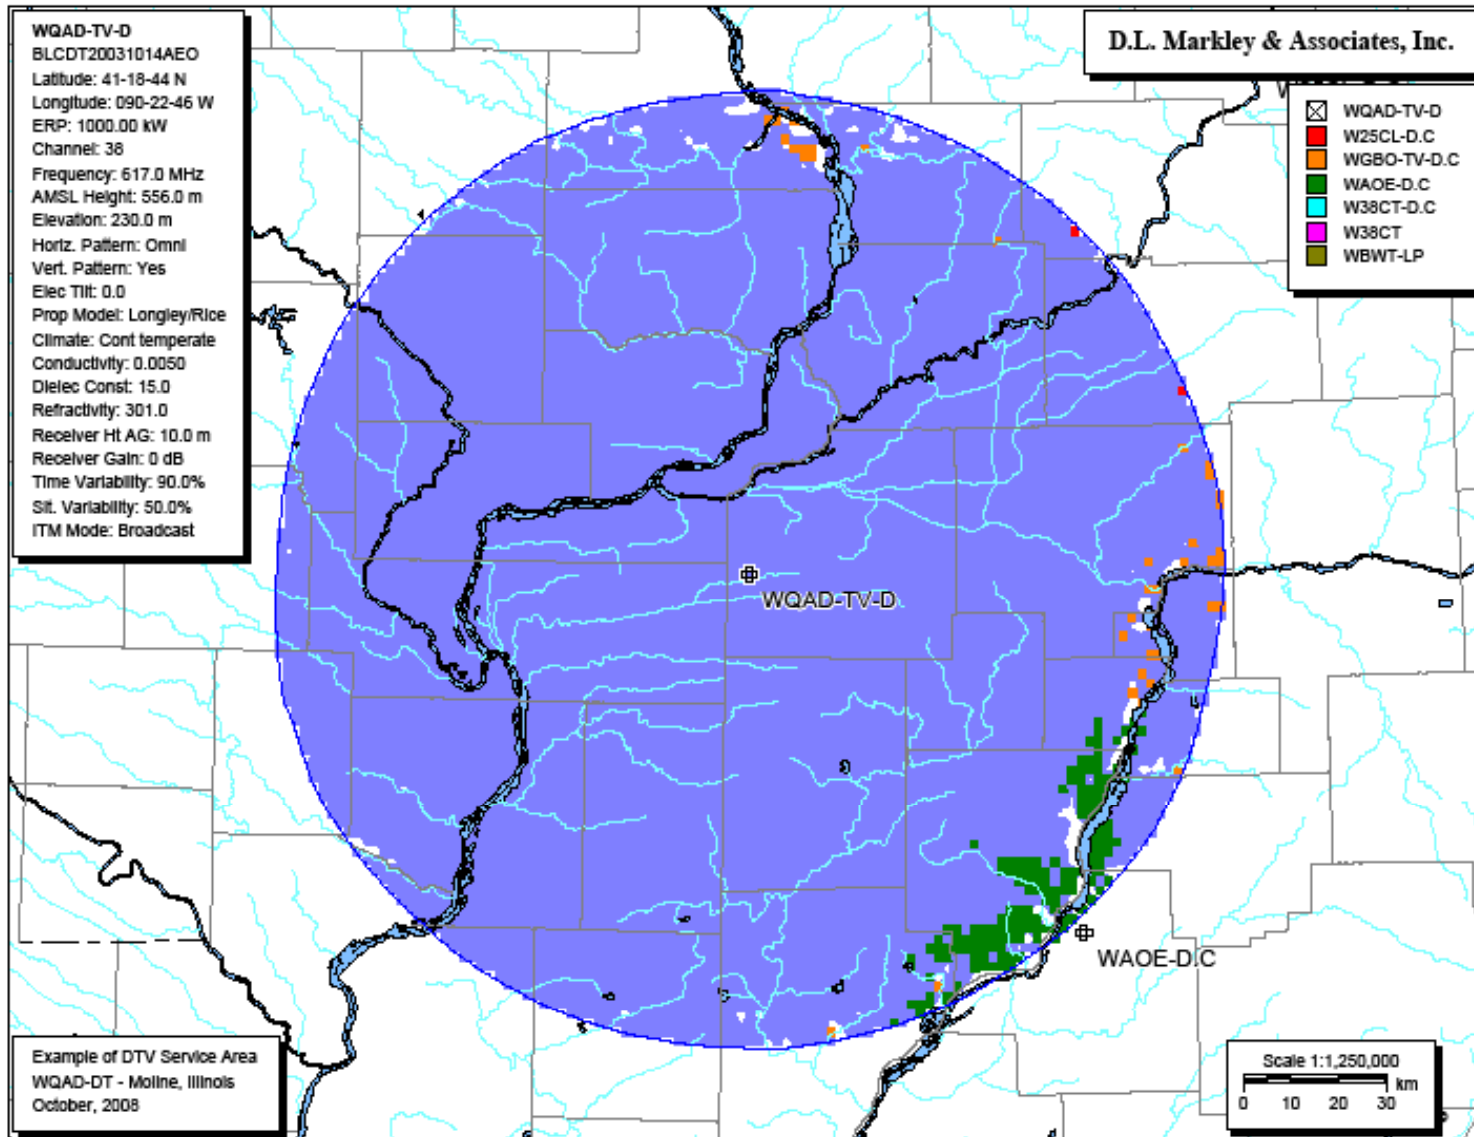 WQAD-TV-D
BLCDT20031014AEO
Latitude: 41-18-44 N
Longitude: 090-22-46 W
ERP: 1000.00 kW
Channel: 38
Frequency: 617.0 MHz
AMSL Height: 556.0 m
Elevation: 230.0 m
Horiz. Pattern: Omni
Vert. Pattern: Yes
Elec Tilt: 0.0
Prop Model: Longley/Rice
Climate: Cont temperate
Conductivity: 0.0050
Dielec Const: 15.0
Refractivity: 301.0
Receiver Ht AG: 10.0 m
Receiver Gain: 0 dB
Time Variability: 90.0%
Sit. Variability: 50.0%
ITM Mode: Broadcast
D.L. Markley & Associates, Inc.
WQAD-TV-D
W25CL-D.C
WGBO-TV-D.C
WAOE-D.C
W38CT-D.C
W38CT
WBWT-LP
WQAD-TV-D
WAOE-D.C
Example of DTV Service Area
WQAD-DT - Moline, Illinois
October, 2008
Scale 1:1,250,000
km
0 10 20 30